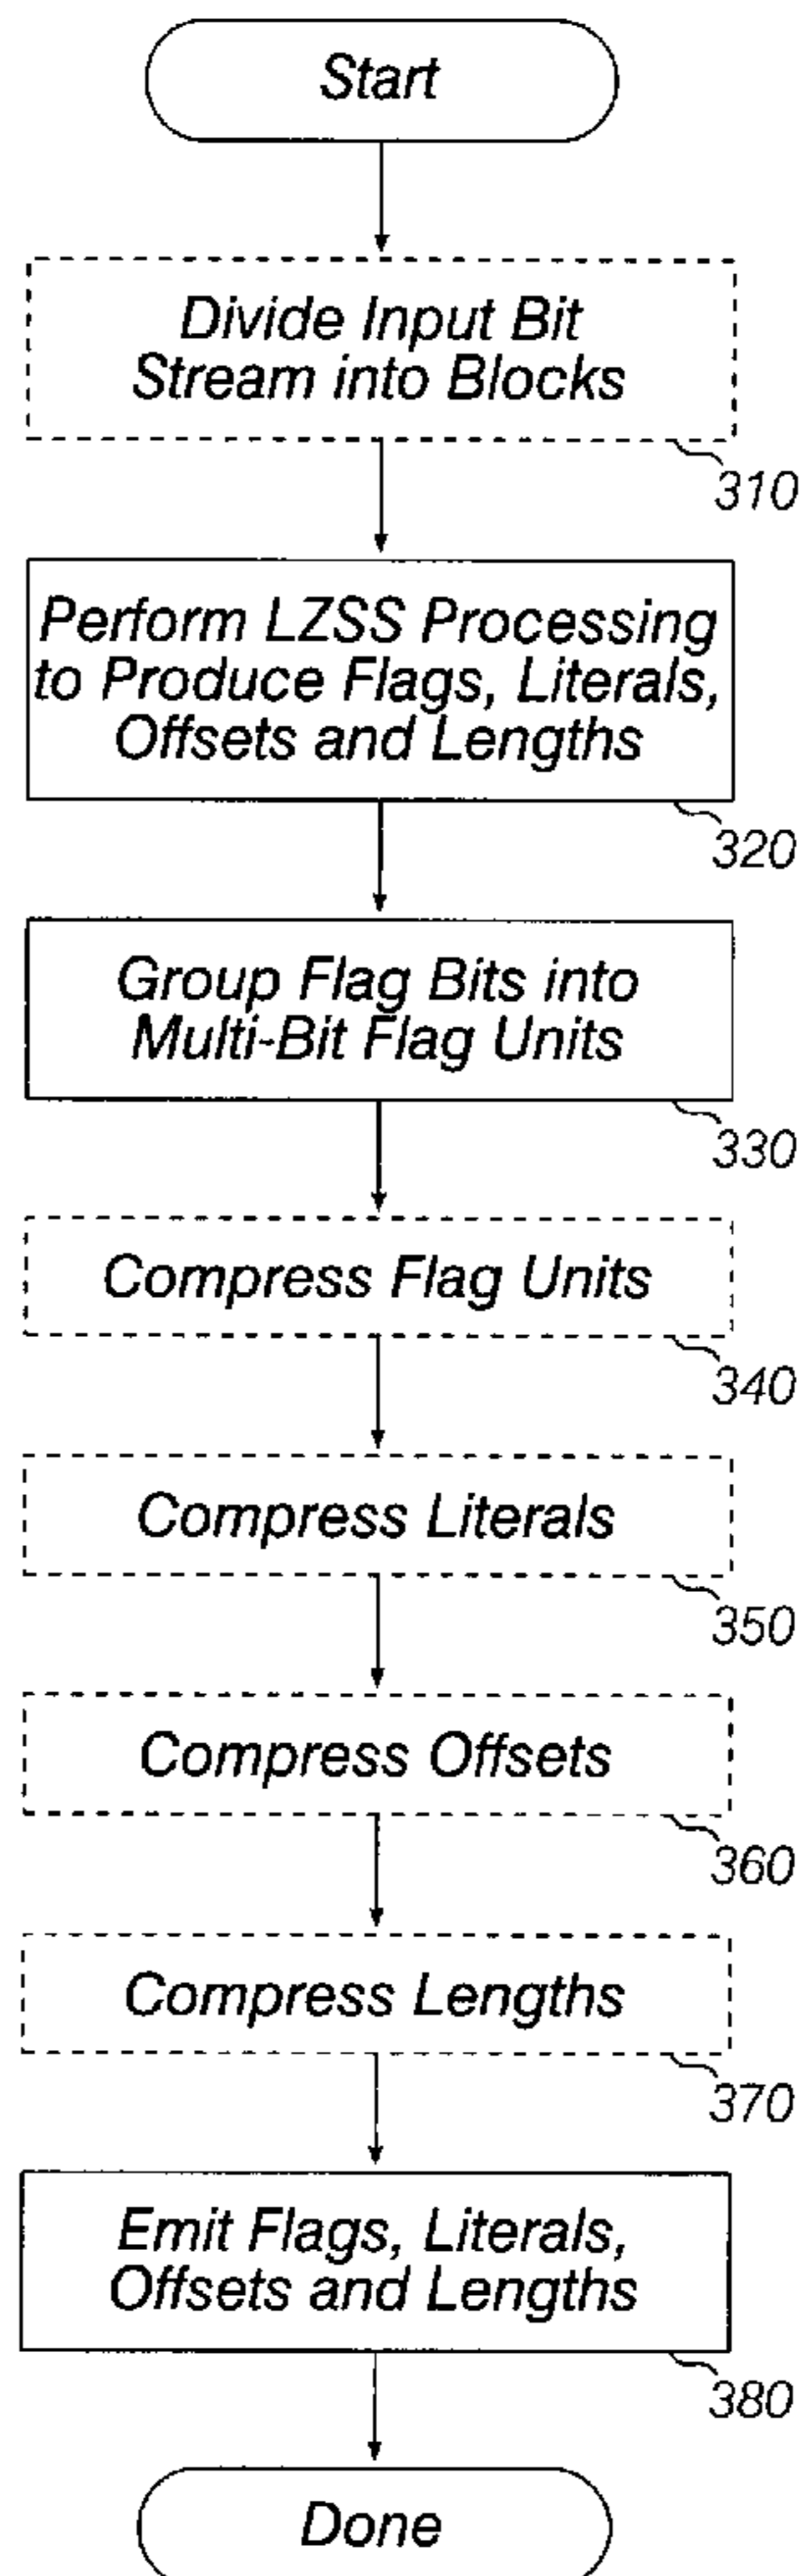 Start
Divide Input Bit
Stream into Blocks
310
Perform LZSS Processing
to Produce Flags, Literals,
Offsets and Lengths
320
Group Flag Bits into
Multi-Bit Flag Units
330
Compress Flag Units
340
Compress Literals
350
Compress Offsets
360
Compress Lengths
370
Emit Flags, Literals,
Offsets and Lengths
380
Done